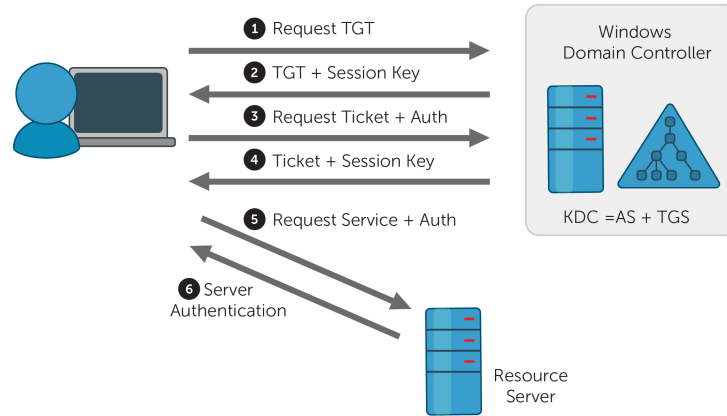 1 Request TGT
2 TGT + Session Key
3 Request Ticket + Auth
4 Ticket + Session Key
5 Request Service + Auth
6 Server
Authentication
Windows
Domain Controller
KDC =AS + TGS
Resource
Server